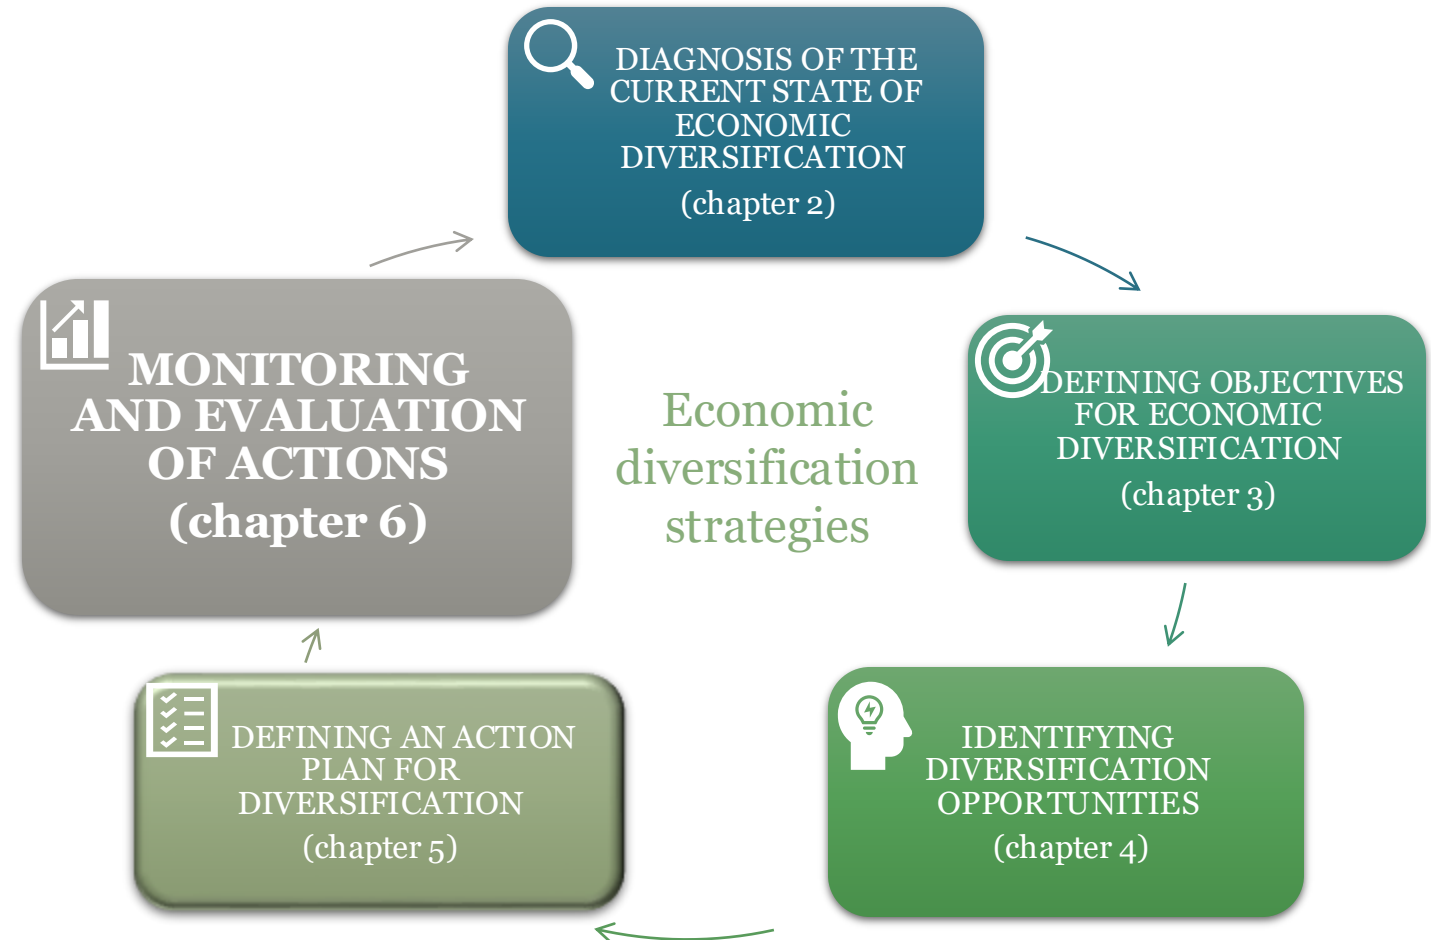 DIAGNOSIS OF THE
CURRENT STATE OF
ECONOMIC
DIVERSIFICATION
(chapter 2)
DEFINING OBJECTIVES
FOR ECONOMIC
DIVERSIFICATION
(chapter 3)
IDENTIFYING
DIVERSIFICATION
OPPORTUNITIES
(chapter 4)
DEFINING AN ACTION
PLAN FOR
DIVERSIFICATION
(chapter 5)
MONITORING
AND EVALUATION
OF ACTIONS
(chapter 6)
Economic
diversification
strategies